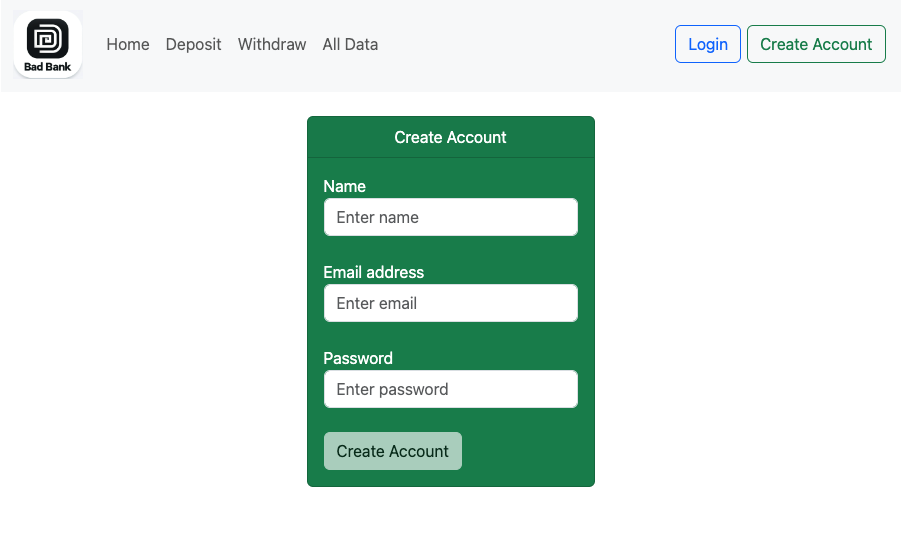 Bad Bank
Home Deposit Withdraw All Data Login Create Account
Create Account
Name
Enter name
Email address
Enter email
Password
Enter password
Create Account